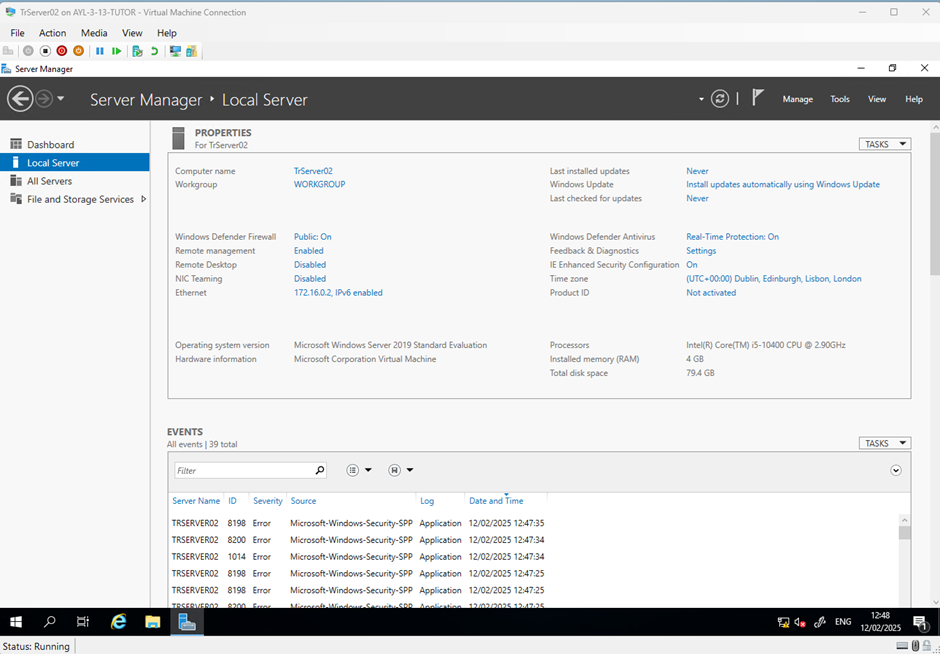 TrServer02 on AYL-3-13-TUTOR - Virtual Machine Connection
File Action Media View Help
Server Manager
Server Manager Local Server
Manage Tools View Help
Dashboard
Local Server
All Servers
File and Storage Services
PROPERTIES
For TrServer02
TASKS
Computer name TrServer02 Last installed updates Never
Workgroup WORKGROUP Windows Update Install updates automatically using Windows Update
Last checked for updates Never
Windows Defender Firewall Public: On Windows Defender Antivirus Real-Time Protection: On
Remote management Enabled Feedback & Diagnostics Settings
Remote Desktop Disabled IE Enhanced Security Configuration On
NIC Teaming Disabled Time zone (UTC+00:00) Dublin, Edinburgh, Lisbon, London
Ethernet 172.16.0.2, IPv6 enabled Product ID Not activated
Operating system version Microsoft Windows Server 2019 Standard Evaluation Processors Intel(R) Core(TM) i5-10400 CPU @ 2.90GHz
Hardware information Microsoft Corporation Virtual Machine Installed memory (RAM) 4 GB
Total disk space 79.4 GB
EVENTS
All events | 39 total
TASKS
Filter
Server Name ID Severity Source Log Date and Time
TRSERVER02 8198 Error Microsoft-Windows-Security-SPP Application 12/02/2025 12:47:35
TRSERVER02 8200 Error Microsoft-Windows-Security-SPP Application 12/02/2025 12:47:34
TRSERVER02 1014 Error Microsoft-Windows-Security-SPP Application 12/02/2025 12:47:34
TRSERVER02 8198 Error Microsoft-Windows-Security-SPP Application 12/02/2025 12:47:25
TRSERVER02 8198 Error Microsoft-Windows-Security-SPP Application 12/02/2025 12:47:25
TRSERVER02 8200 Error Microsoft-Windows-Security-SPP Application 12/02/2025 12:47:25
ENG
12:48
12/02/2025
1
Status: Running